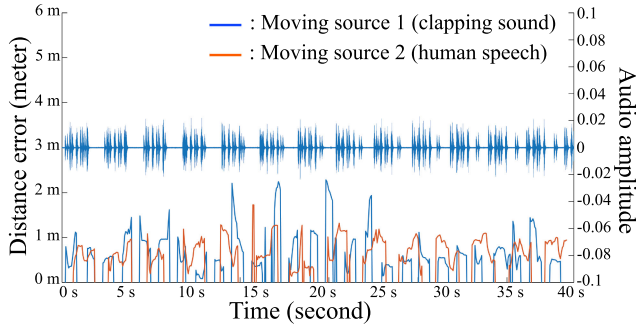 6 m
5 m
4 m
3 m
2 m
1 m
0 m
Distance error (meter)
: Moving source 1 (clapping sound)
: Moving source 2 (human speech)
0.1
0.08
0.06
0.04
0.02
0
-0.02
-0.04
-0.06
-0.08
-0.1
Audio amplitude
0 s 5 s 10 s 15 s 20 s 25 s 30 s 35 s 40 s
Time (second)